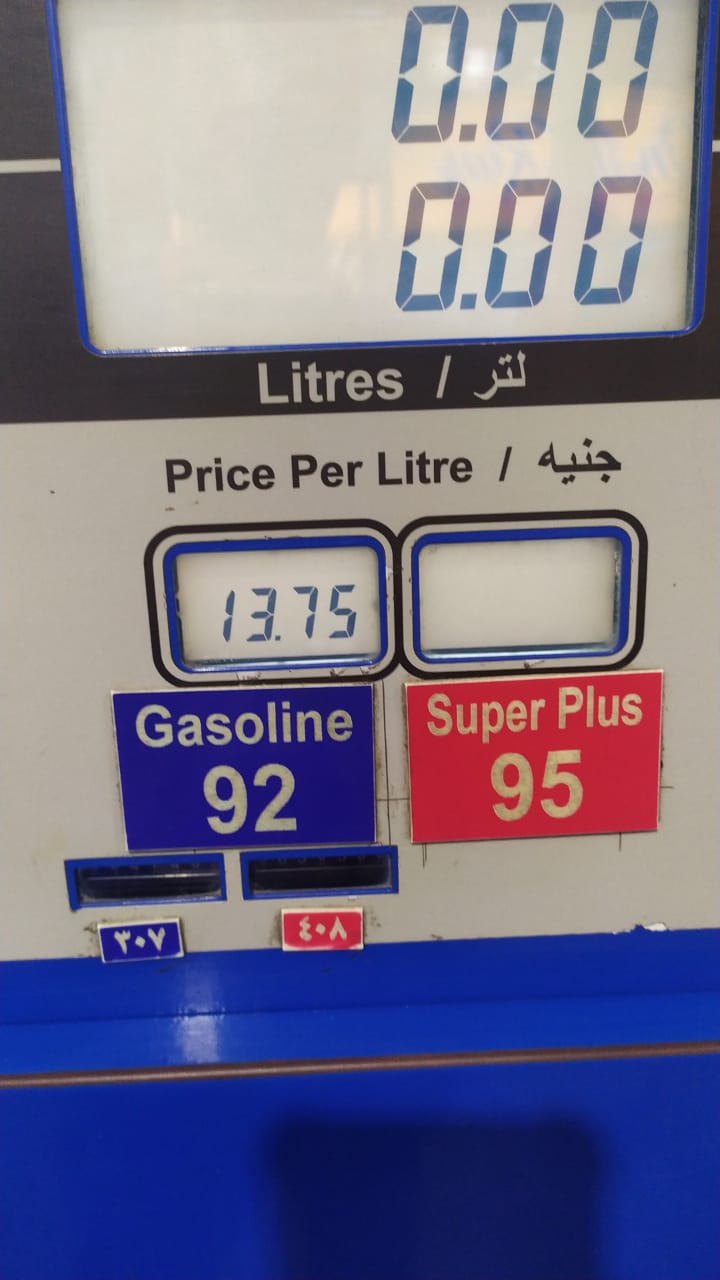 0.00
0.00
Litres / لتر
Price Per Litre / جنيه
13.75
Gasoline
92
Super Plus
95
٣٠٧
٤٠٨